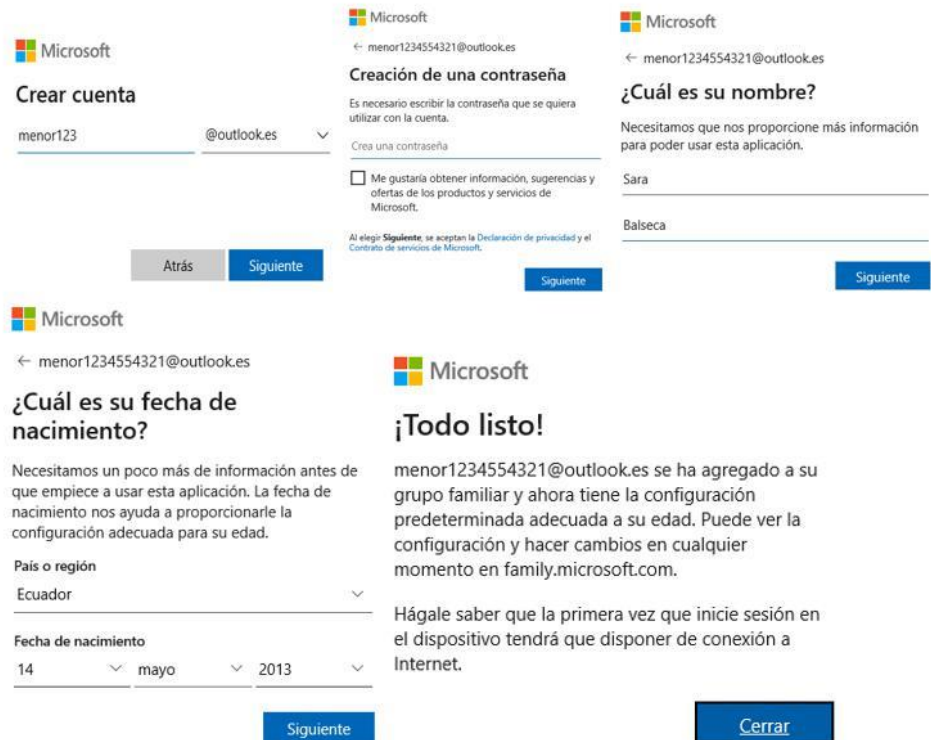 Microsoft
Crear cuenta
menor123
@outlook.es
Atrás
Siguiente
Microsoft
← menor1234554321@outlook.es
Creación de una contraseña
Es necesario escribir la contraseña que se quiera
utilizar con la cuenta.
Crea una contraseña
Me gustaría obtener información, sugerencias y
ofertas de los productos y servicios de
Microsoft.
Al elegir Siguiente, se aceptan la Declaración de privacidad y el
Contrato de servicios de Microsoft.
Siguiente
Microsoft
← menor1234554321@outlook.es
¿Cuál es su nombre?
Necesitamos que nos proporcione más información
para poder usar esta aplicación.
Sara
Balseca
Siguiente
Microsoft
← menor1234554321@outlook.es
¿Cuál es su fecha de
nacimiento?
Necesitamos un poco más de información antes de
que empiece a usar esta aplicación. La fecha de
nacimiento nos ayuda a proporcionarle la
configuración adecuada para su edad.
País o región
Ecuador
Fecha de nacimiento
14 mayo 2013
Siguiente
Microsoft
¡Todo listo!
menor1234554321@outlook.es se ha agregado a su
grupo familiar y ahora tiene la configuración
predeterminada adecuada a su edad. Puede ver la
configuración y hacer cambios en cualquier
momento en family.microsoft.com.
Hágale saber que la primera vez que inicie sesión en
el dispositivo tendrá que disponer de conexión a
Internet.
Cerrar